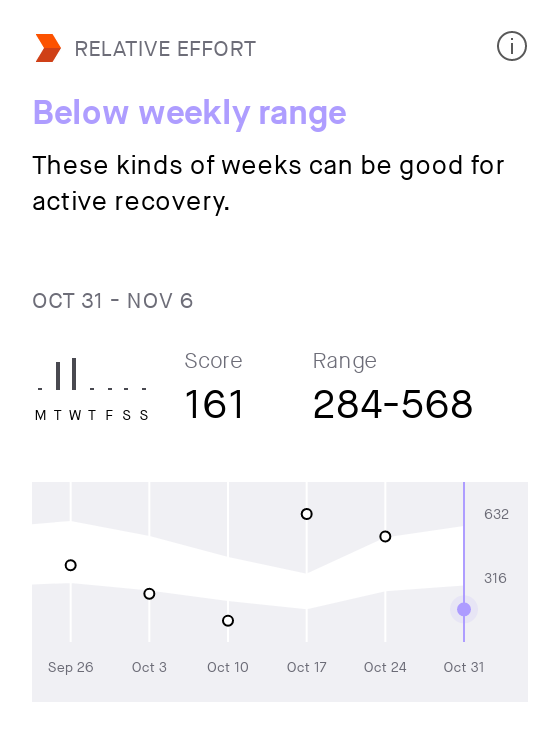 RELATIVE EFFORT
Below weekly range
These kinds of weeks can be good for
active recovery.
OCT 31 - NOV 6
Score
Range
161
284-568
M T W T F S S
632
316
Sep 26
Oct 3
Oct 10
Oct 17
Oct 24
Oct 31